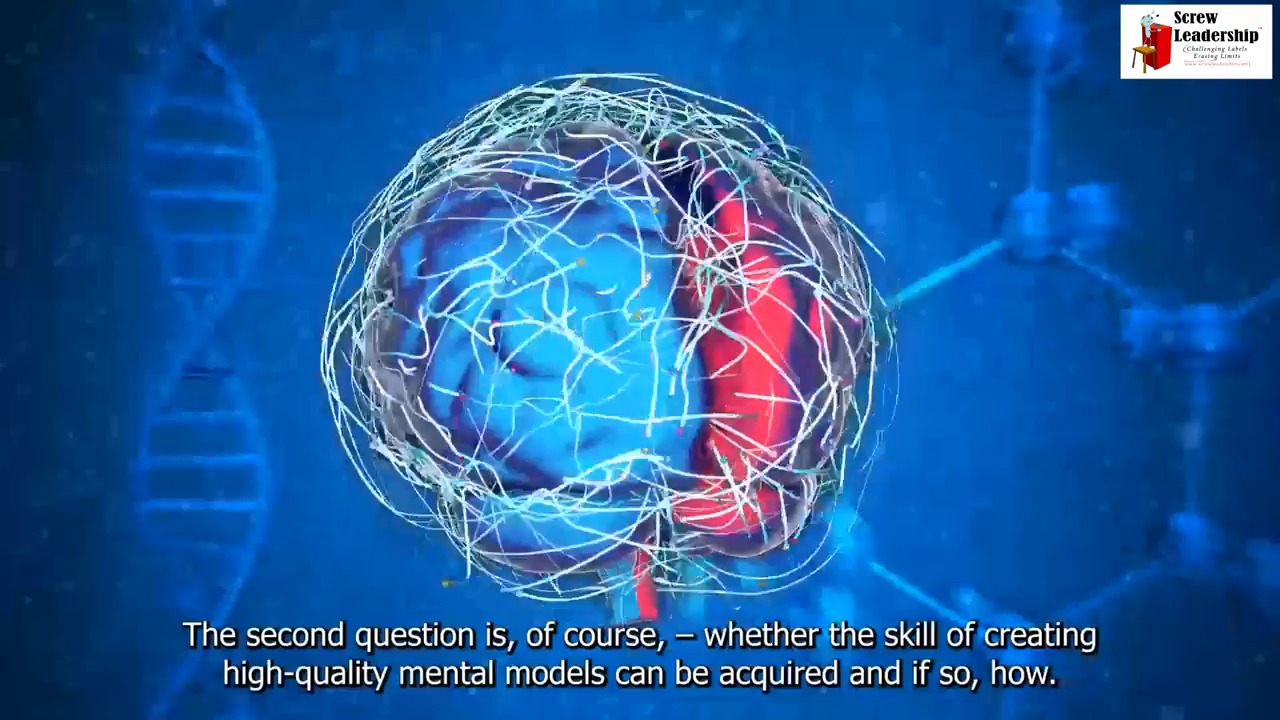 Screw
Leadership™
(Challenging Labels
Erasing Limits
The second question is, of course, – whether the skill of creating
high-quality mental models can be acquired and if so, how.